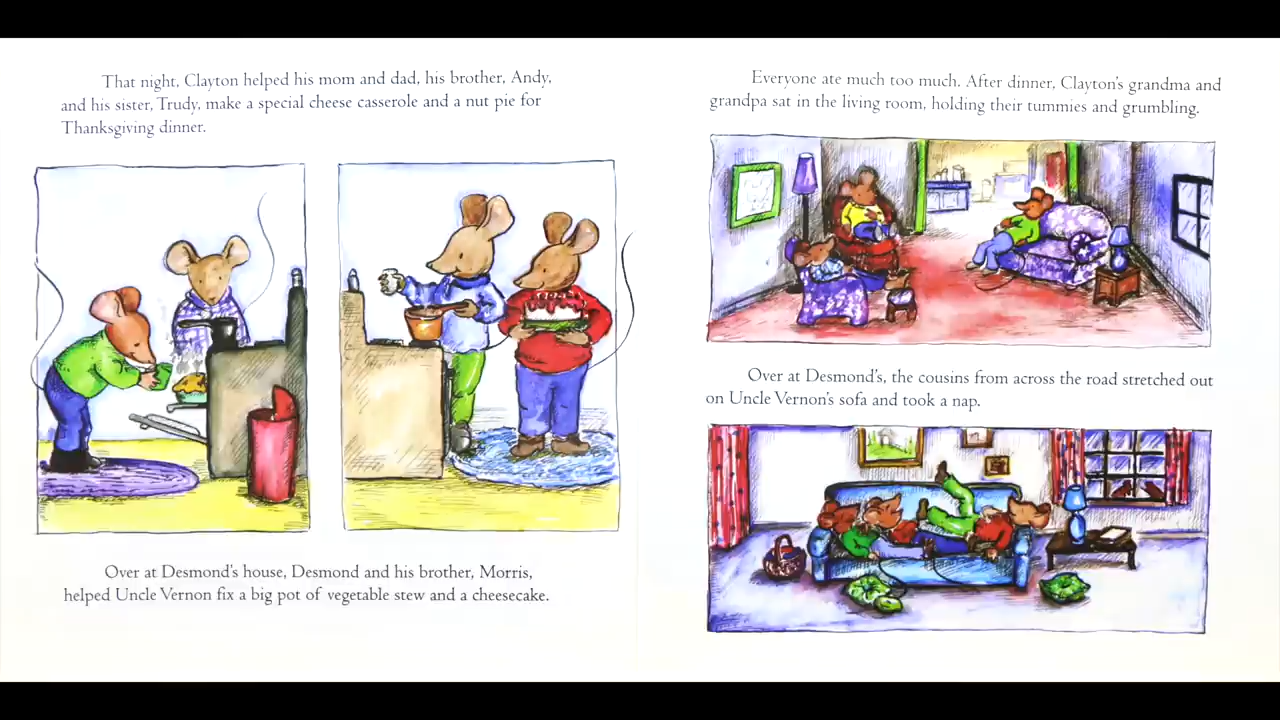 That night, Clayton helped his mom and dad, his brother, Andy,
and his sister, Trudy, make a special cheese casserole and a nut pie for
Thanksgiving dinner.
Over at Desmond's house, Desmond and his brother, Morris,
helped Uncle Vernon fix a big pot of vegetable stew and a cheesecake.
Everyone ate much too much. After dinner, Clayton's grandma and
grandpa sat in the living room, holding their tummies and grumbling.
Over at Desmond's, the cousins from across the road stretched out
on Uncle Vernon's sofa and took a nap.